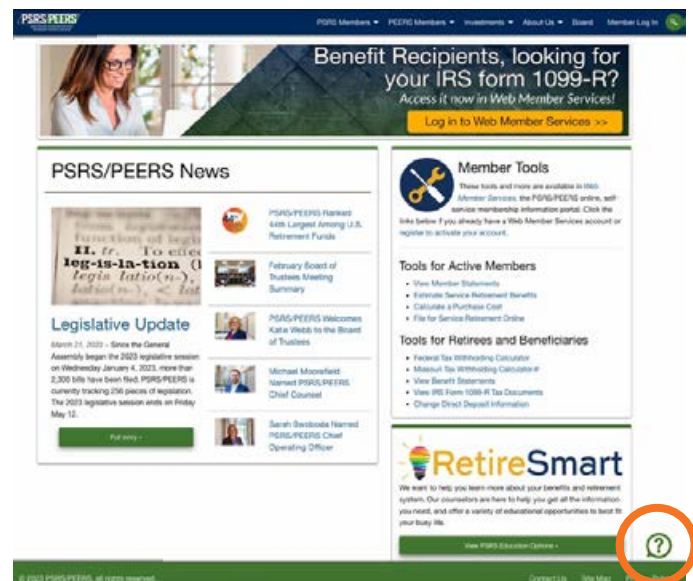 PSRS/PEERS
PSRS Members
PEERS Members
Investments
About Us
Board
Member Log In
Benefit Recipients, looking for
your IRS form 1099-R?
Access it now in Web Member Services!
Log in to Web Member Services >>
PSRS/PEERS News
II. tr. To effec
leg·is·la·tion (l
legis latio(n-),
Legislative Update
March 21, 2023 – Since the General
Assembly began the 2023 legislative session
on Wednesday January 4, 2023, more than
2,300 bills have been filed. PSRS/PEERS is
currently tracking 256 pieces of legislation.
The 2023 legislative session ends on Friday
May 12.
Full story ›
PSRS/PEERS Ranked
44th Largest Among U.S.
Retirement Funds
February Board of
Trustees Meeting
Summary
PSRS/PEERS Welcomes
Katie Webb to the Board
of Trustees
Michael Moorefield
Named PSRS/PEERS
Chief Counsel
Sarah Swoboda Named
PSRS/PEERS Chief
Operating Officer
Member Tools
These tools and more are available in Web
Member Services, the PSRS/PEERS online, self-
service membership information portal. Click the
links below if you already have a Web Member Services account or
register to activate your account.
Tools for Active Members
• View Member Statements
• Estimate Service Retirement Benefits
• Calculate a Purchase Cost
• File for Service Retirement Online
Tools for Retirees and Beneficiaries
• Federal Tax Withholding Calculator
• Missouri Tax Withholding Calculator
• View Benefit Statements
• View IRS Form 1099-R Tax Documents
• Change Direct Deposit Information
RetireSmart
We want to help you learn more about your benefits and retirement
system. Our counselors are here to help you get all the information
you need, and offer a variety of educational opportunities to best fit
your busy life.
View PSRS Education Options ›
?
© 2023 PSRS/PEERS, all rights reserved.
Contact Us
Site Map